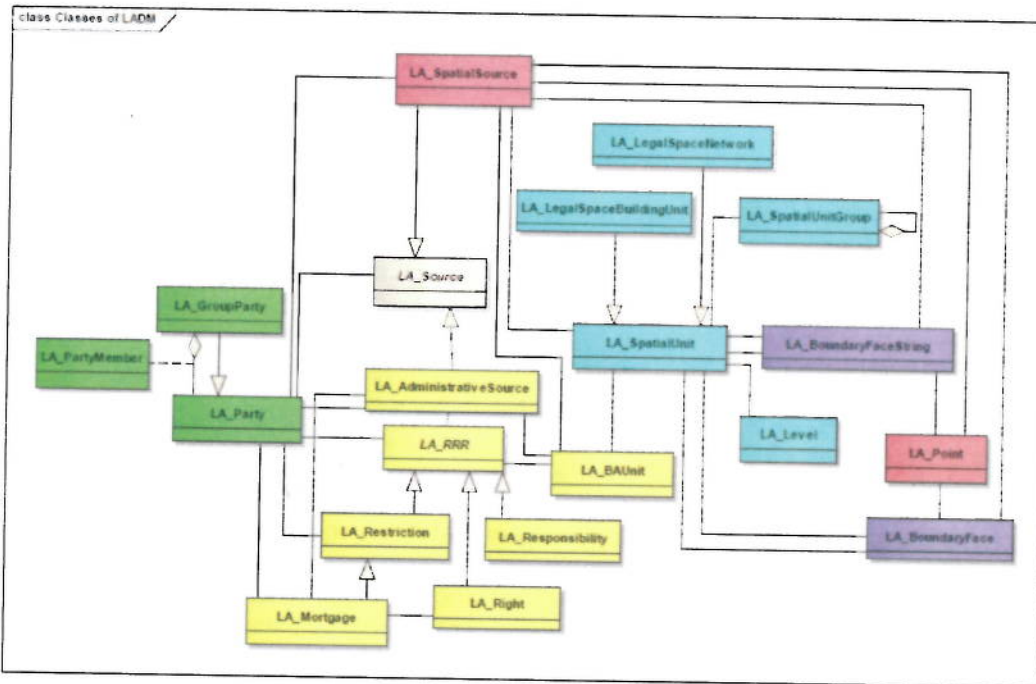 class Classes of LADM
LA_SpatialSource
LA_LegalSpaceNetwork
LA_LegalSpaceBuildingUnit
LA_SpatialUnitGroup
LA_Source
LA_GroupParty
LA_PartyMember
LA_SpatialUnit
LA_BoundaryFaceString
LA_AdministrativeSource
LA_Party
LA_Level
LA_RRR
LA_Point
LA_BAUnit
LA_Restriction
LA_Responsibility
LA_BoundaryFace
LA_Right
LA_Mortgage